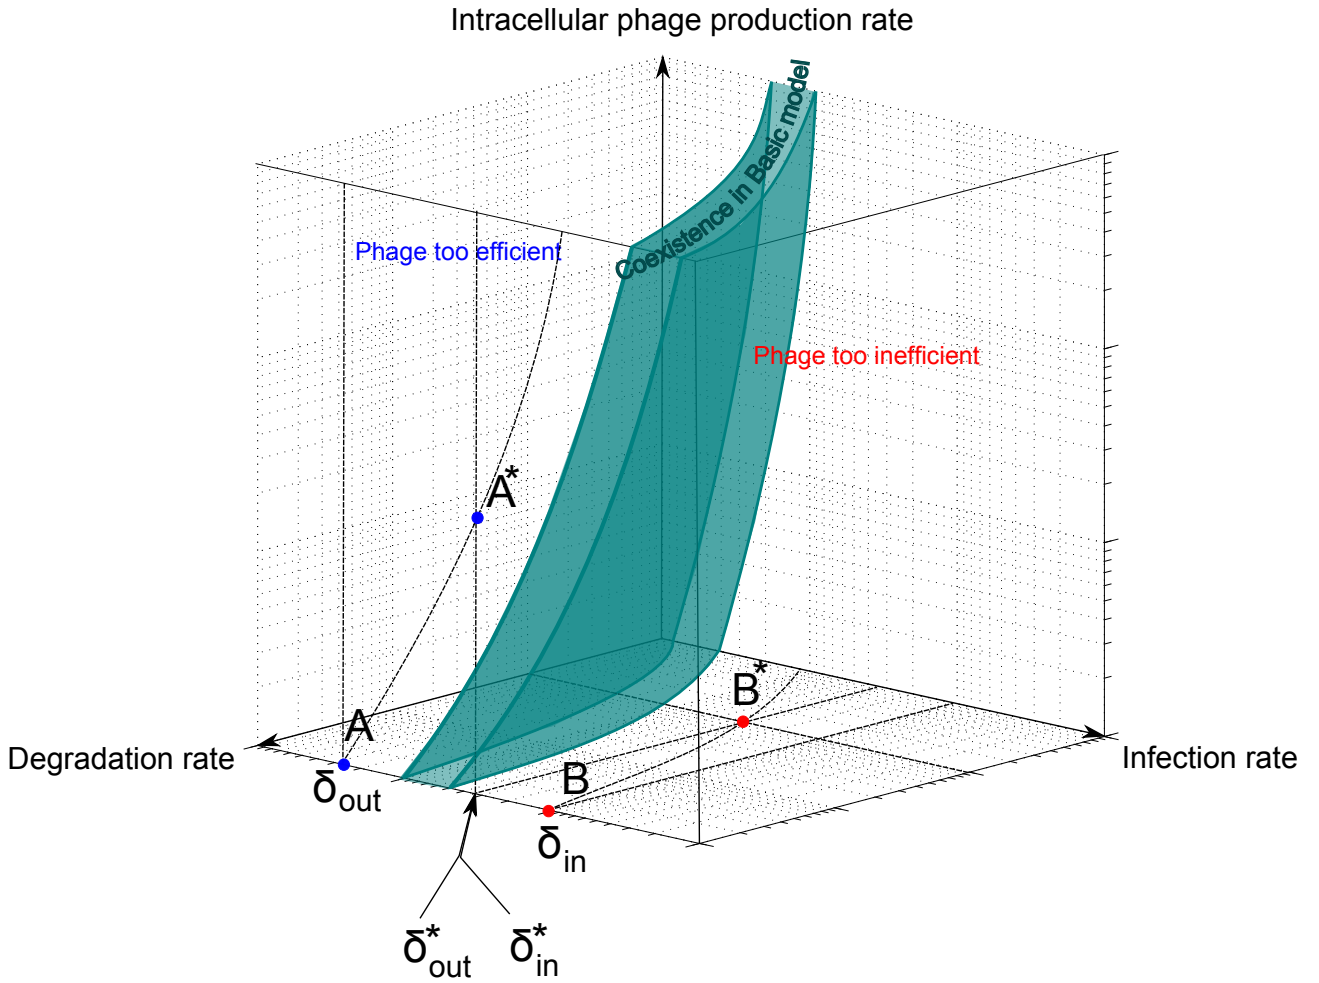 Intracellular phage production rate
Coexistence in Basic model
Phage too efficient
Phage too inefficient
A*
B*
A
B
Degradation rate
Infection rate
δout
δin
δ*out
δ*in